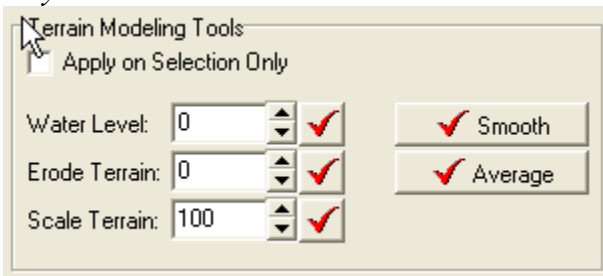 Terrain Modeling Tools
Apply on Selection Only
Water Level: 0 Smooth
Erode Terrain: 0 Average
Scale Terrain: 100